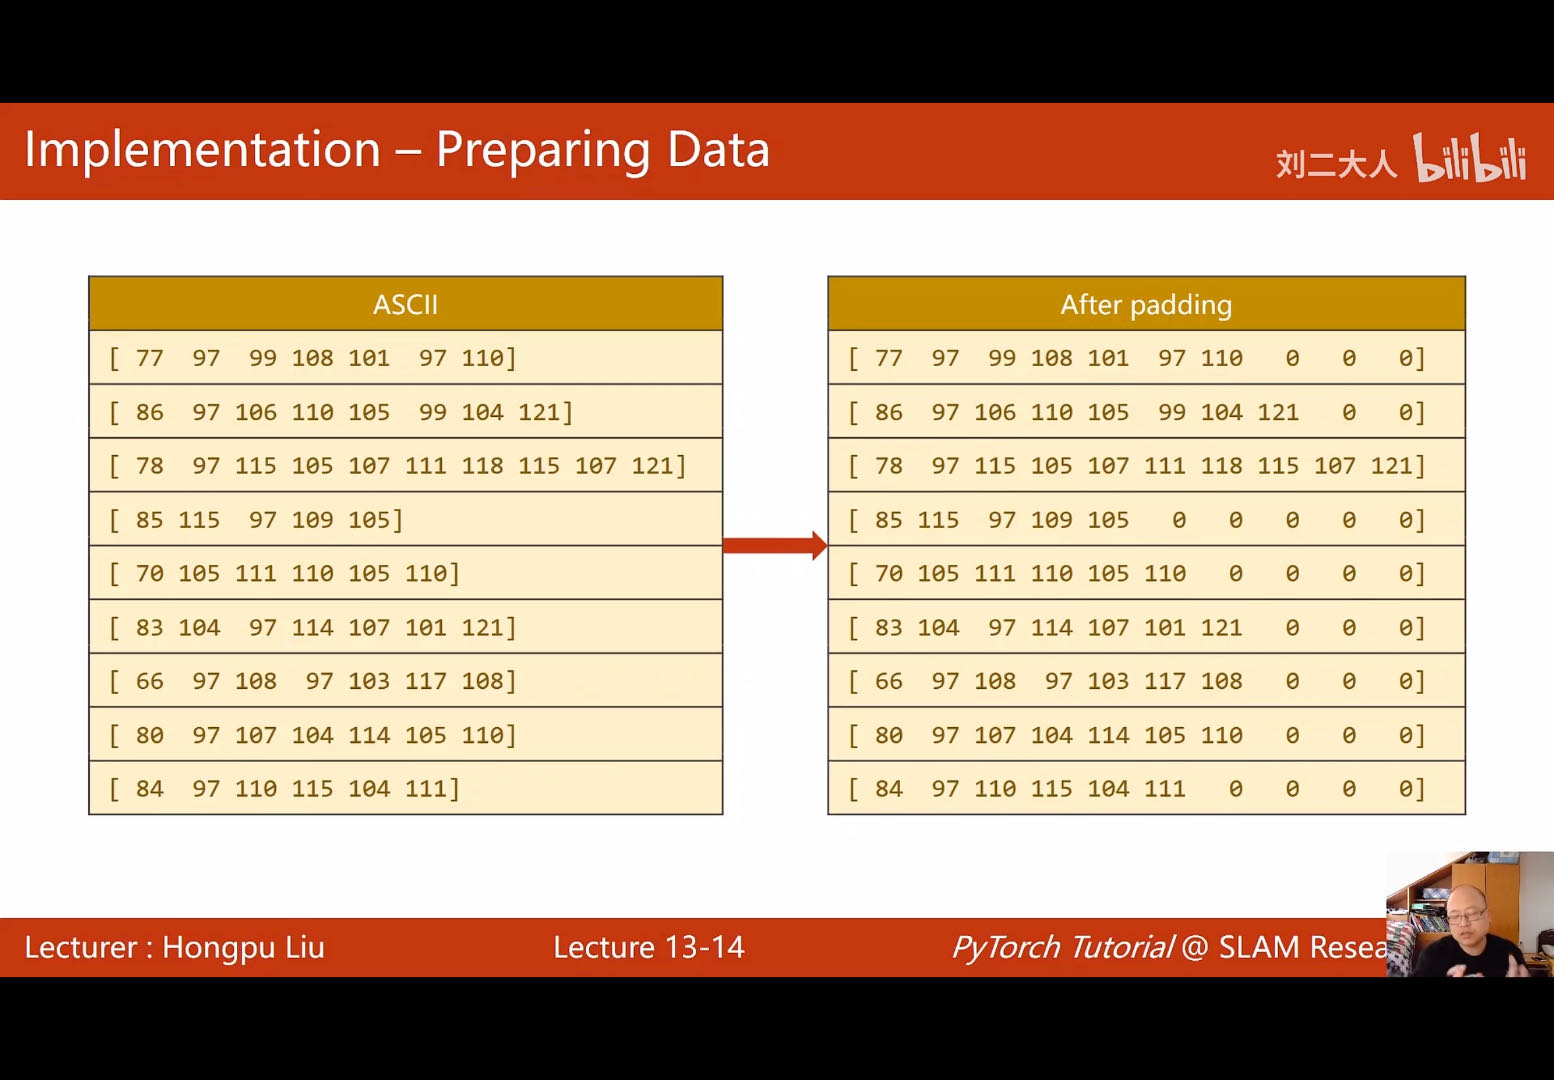 Implementation – Preparing Data
刘二大人 bilibili
ASCII
[ 77 97 99 108 101 97 110]
[ 86 97 106 110 105 99 104 121]
[ 78 97 115 105 107 111 118 115 107 121]
[ 85 115 97 109 105]
[ 70 105 111 110 105 110]
[ 83 104 97 114 107 101 121]
[ 66 97 108 97 103 117 108]
[ 80 97 107 104 114 105 110]
[ 84 97 110 115 104 111]
After padding
[ 77 97 99 108 101 97 110 0 0 0]
[ 86 97 106 110 105 99 104 121 0 0]
[ 78 97 115 105 107 111 118 115 107 121]
[ 85 115 97 109 105 0 0 0 0 0]
[ 70 105 111 110 105 110 0 0 0 0]
[ 83 104 97 114 107 101 121 0 0 0]
[ 66 97 108 97 103 117 108 0 0 0]
[ 80 97 107 104 114 105 110 0 0 0]
[ 84 97 110 115 104 111 0 0 0 0]
Lecturer : Hongpu Liu
Lecture 13-14
PyTorch Tutorial @ SLAM Resea